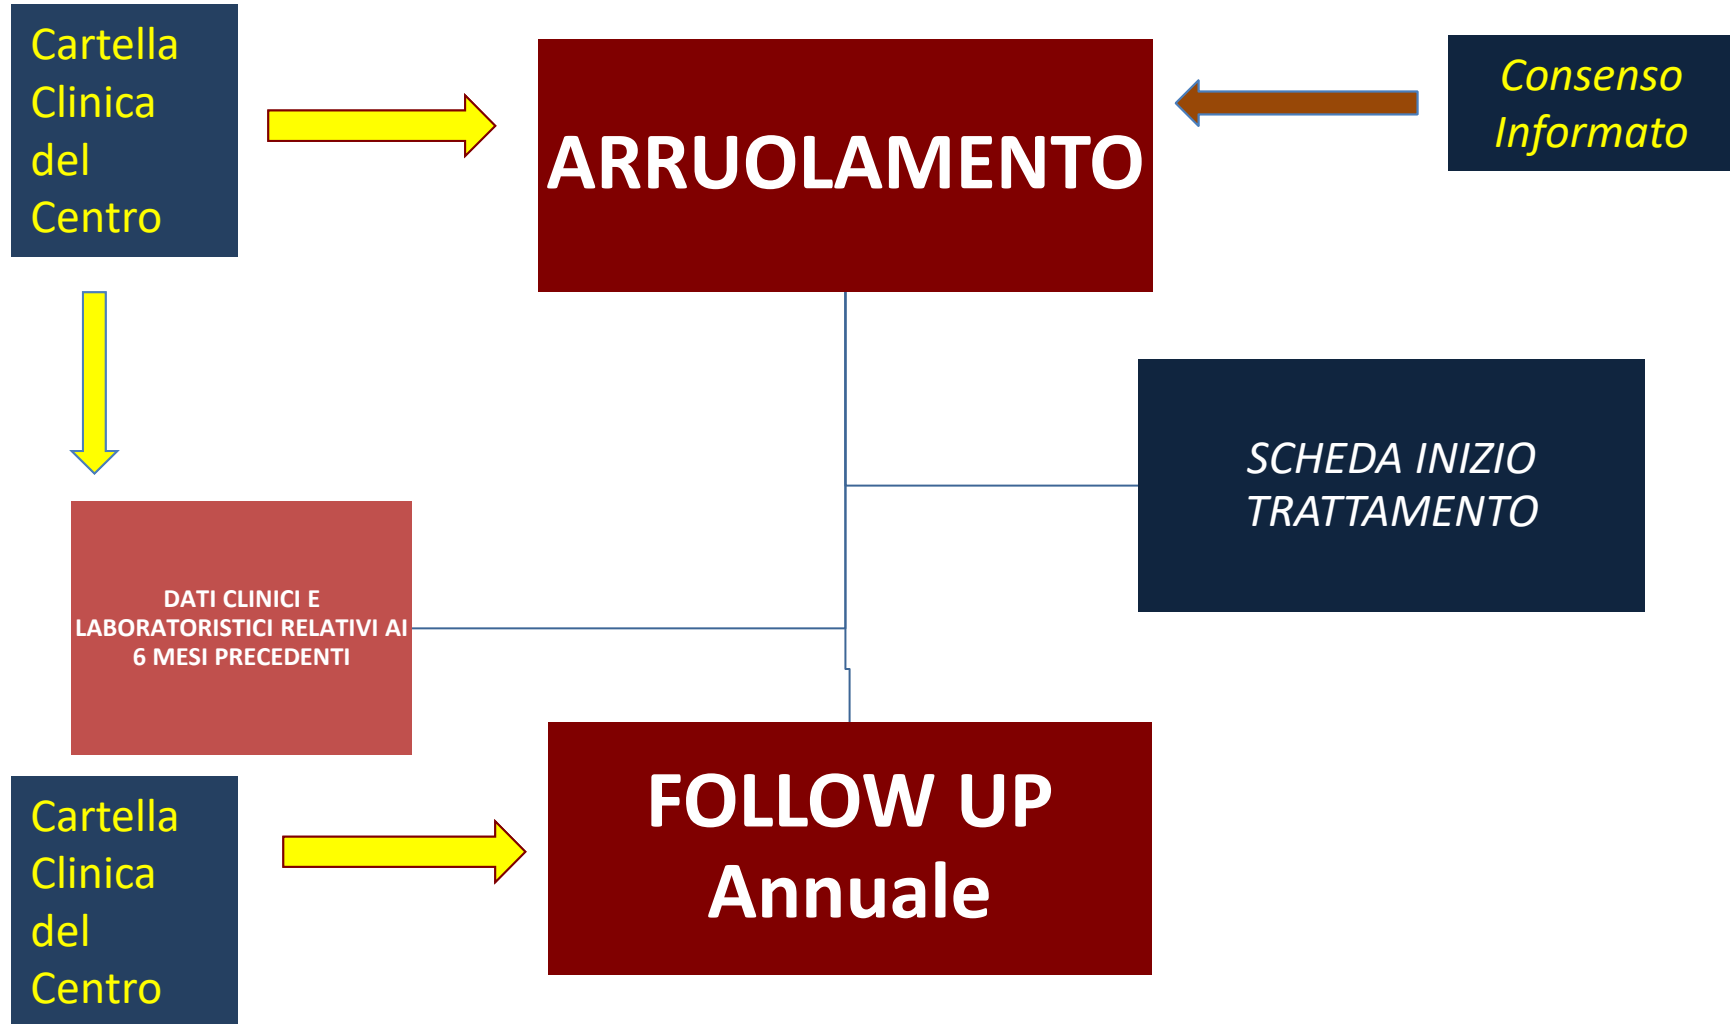 Cartella
Clinica
del
Centro
ARRUOLAMENTO
Consenso
Informato
SCHEDA INIZIO
TRATTAMENTO
DATI CLINICI E
LABORATORISTICI RELATIVI AI
6 MESI PRECEDENTI
Cartella
Clinica
del
Centro
FOLLOW UP
Annuale